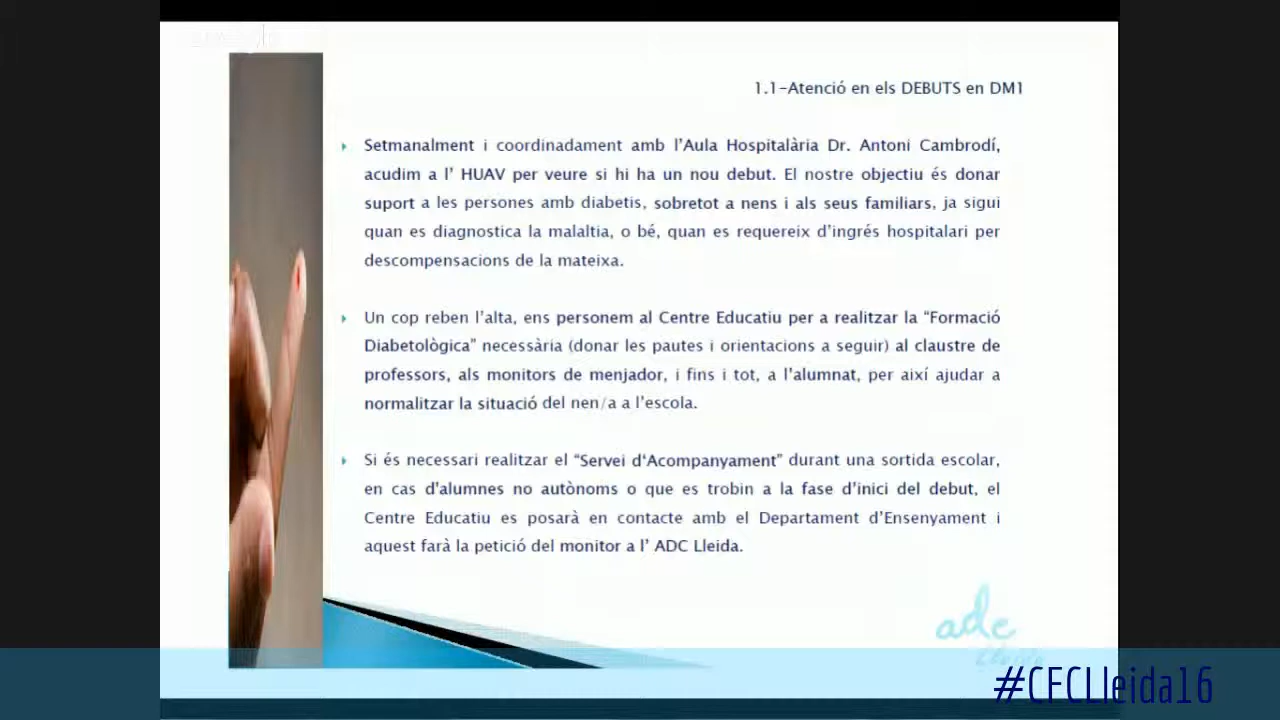 1.1-Atenció en els DEBUTS en DM1
Setmanalment i coordinadament amb l'Aula Hospitalària Dr. Antoni Cambrodí,
acudim a l' HUAV per veure si hi ha un nou debut. El nostre objectiu és donar
suport a les persones amb diabetis, sobretot a nens i als seus familiars, ja sigui
quan es diagnostica la malaltia, o bé, quan es requereix d'ingrés hospitalari per
descompensacions de la mateixa.
Un cop reben l'alta, ens personem al Centre Educatiu per a realitzar la “Formació
Diabetològica” necessària (donar les pautes i orientacions a seguir) al claustre de
professors, als monitors de menjador, i fins i tot, a l'alumnat, per així ajudar a
normalitzar la situació del nen/a a l'escola.
Si és necessari realitzar el “Servei d'Acompanyament” durant una sortida escolar,
en cas d'alumnes no autònoms o que es trobin a la fase d'inici del debut, el
Centre Educatiu es posarà en contacte amb el Departament d'Ensenyament i
aquest farà la petició del monitor a l' ADC Lleida.
adc
#CFCLleida16